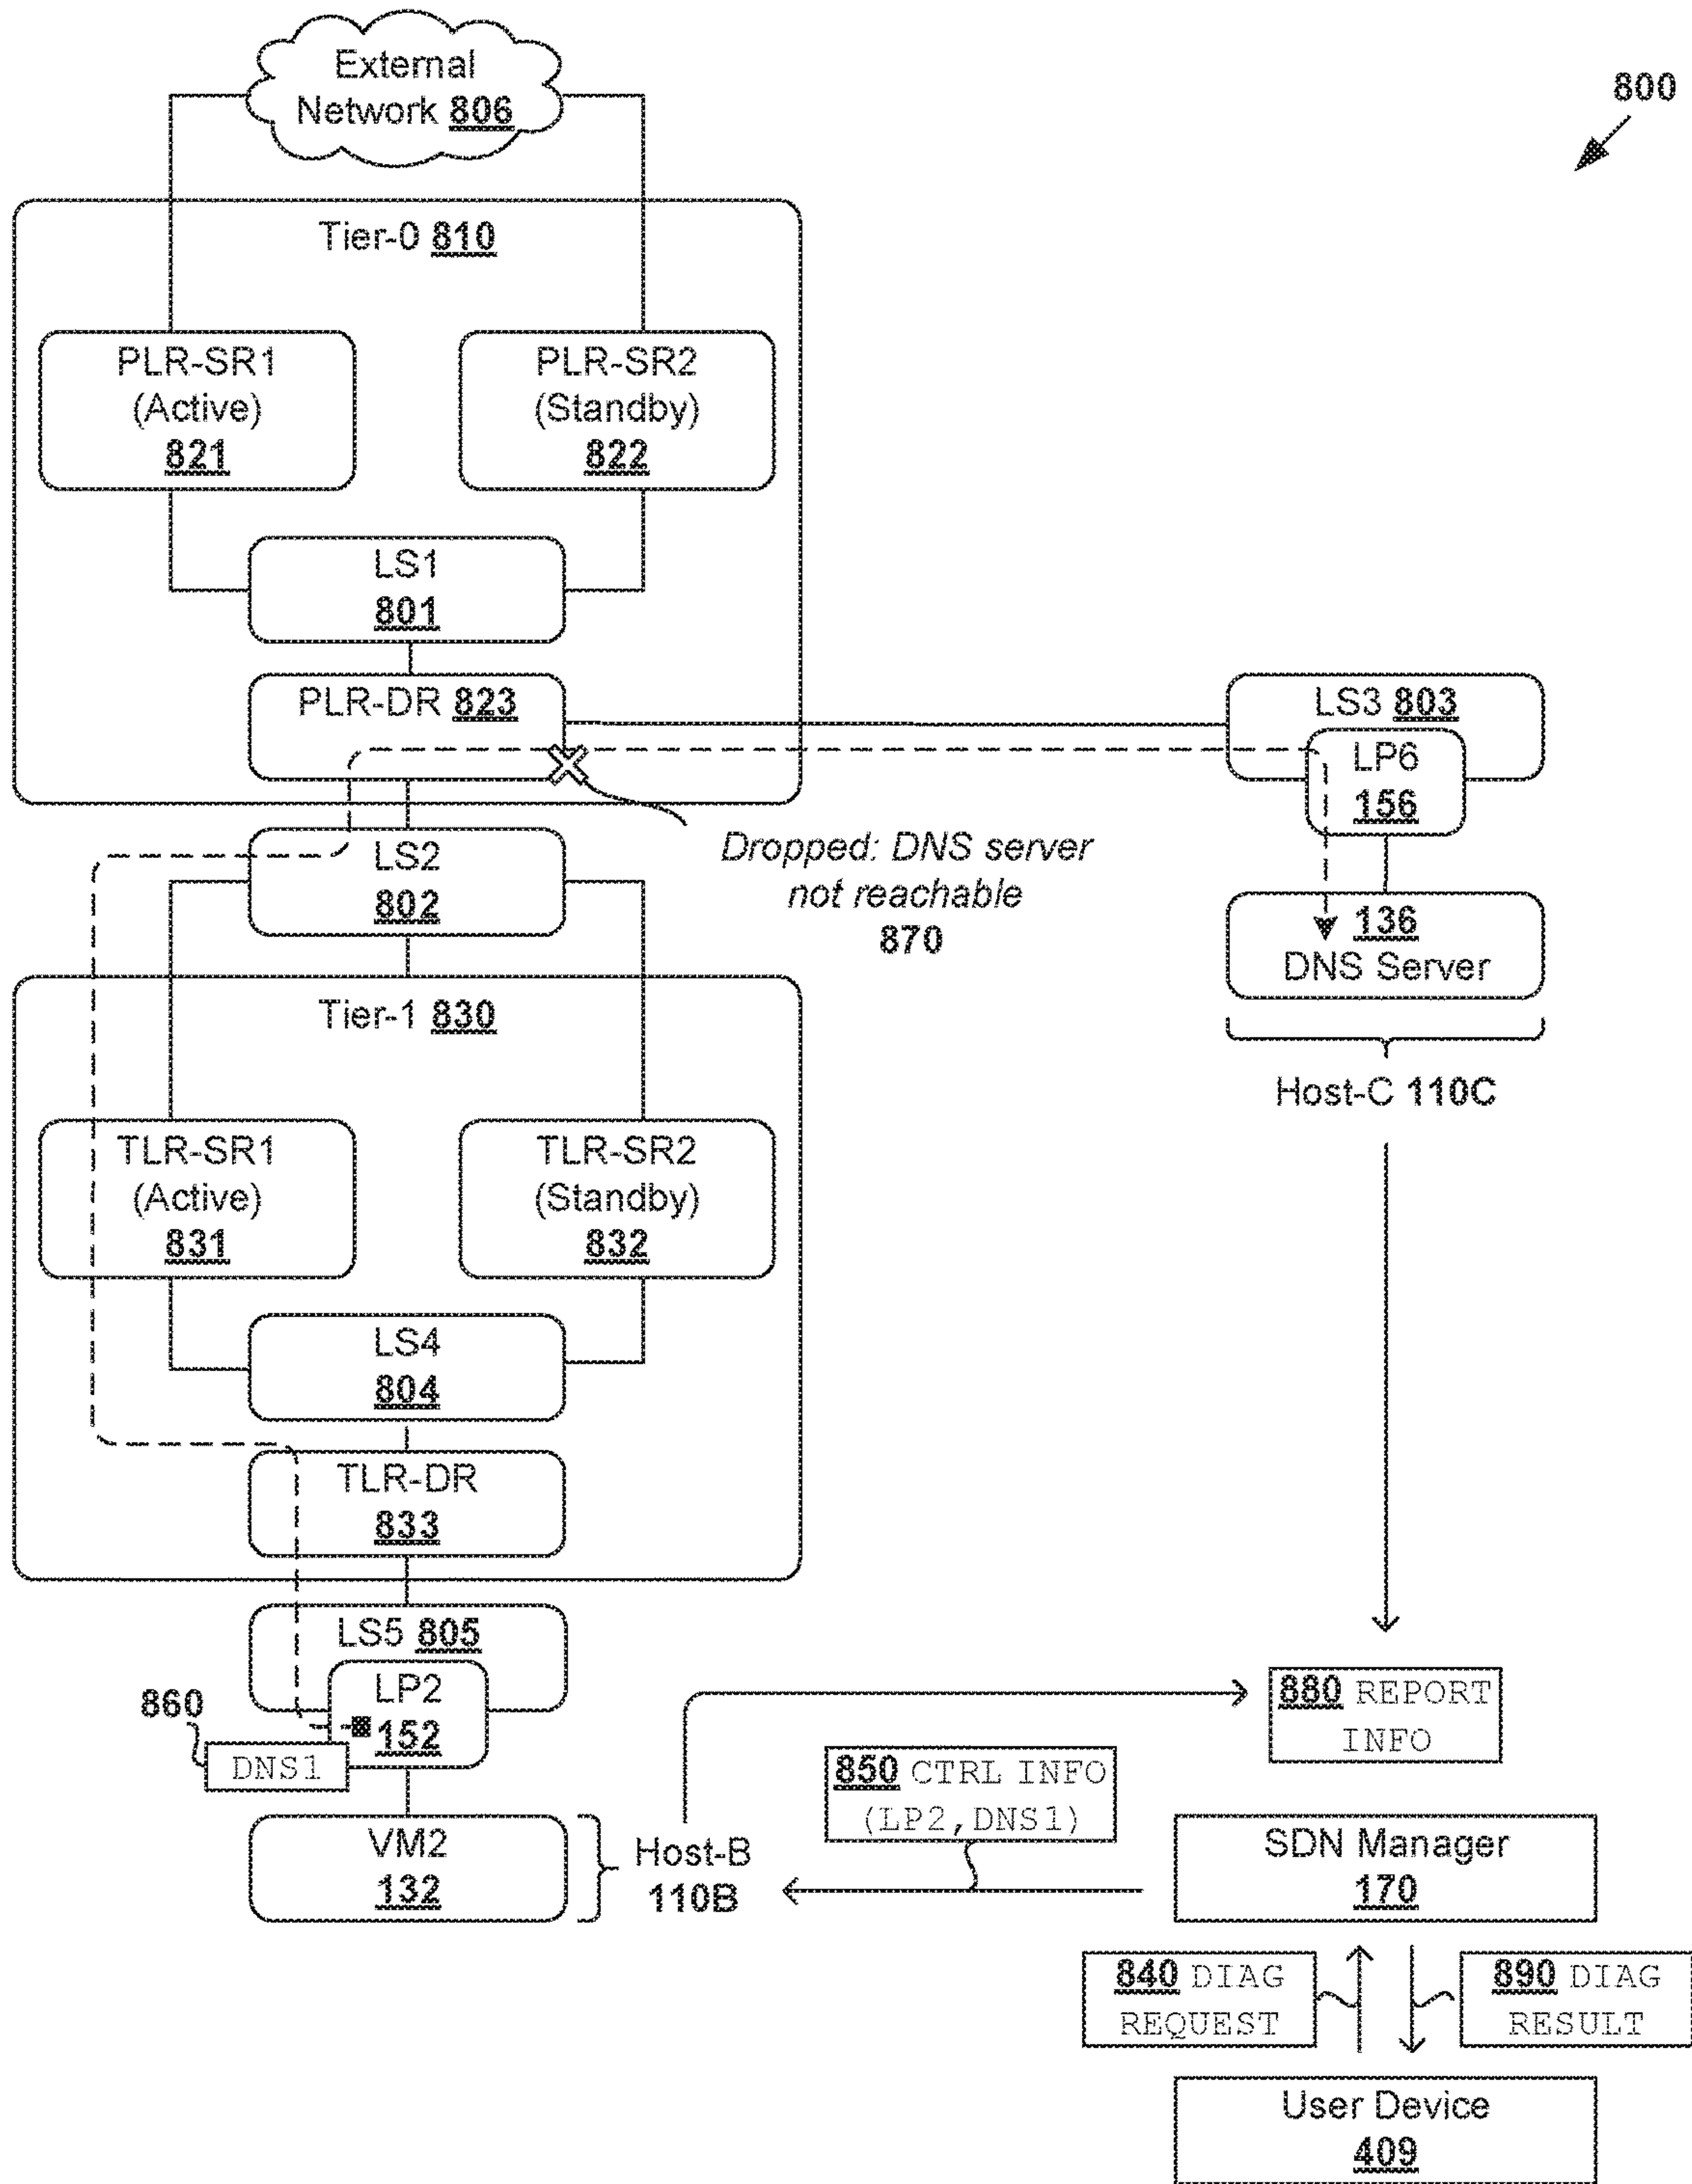 External
Network 806
800
Tier-0 810
PLR-SR1
(Active)
821
PLR-SR2
(Standby)
822
LS1
801
PLR-DR 823
LS3 803
LP6
156
Dropped: DNS server
not reachable
870
LS2
802
136
DNS Server
Tier-1 830
Host-C 110C
TLR-SR1
(Active)
831
TLR-SR2
(Standby)
832
LS4
804
TLR-DR
833
LS5 805
LP2
152
860
DNS1
880 REPORT
INFO
850 CTRL INFO
(LP2,DNS1)
VM2
132
Host-B
110B
SDN Manager
170
840 DIAG
REQUEST
890 DIAG
RESULT
User Device
409